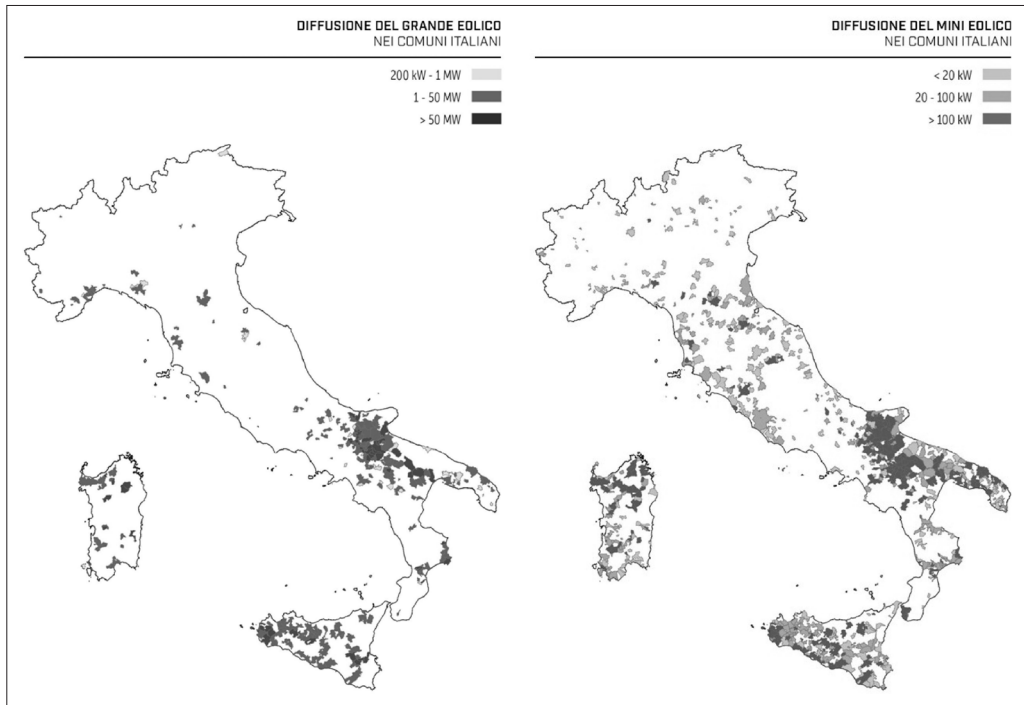 DIFFUSIONE DEL GRANDE EOLICO
NEI COMUNI ITALIANI
200 kW - 1 MW
1 - 50 MW
> 50 MW
DIFFUSIONE DEL MINI EOLICO
NEI COMUNI ITALIANI
< 20 kW
20 - 100 kW
> 100 kW